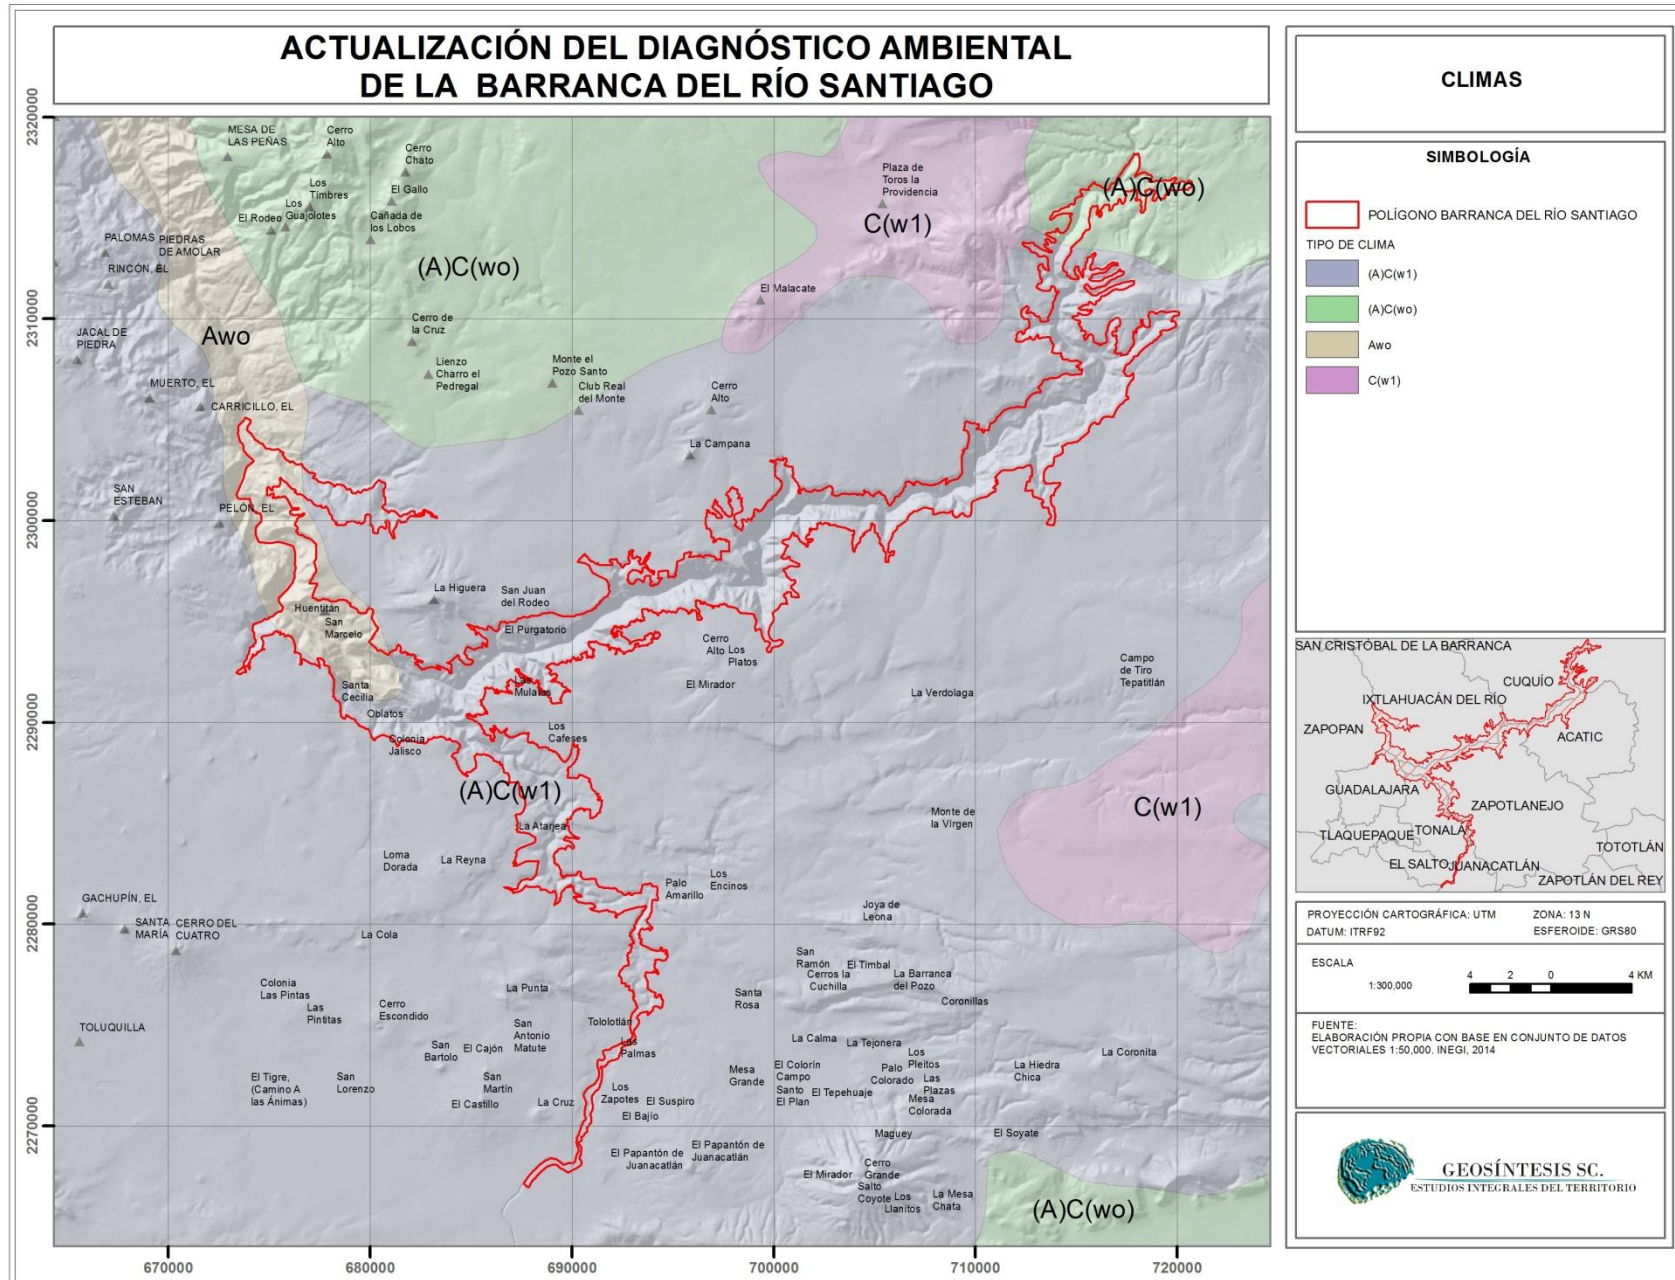 ACTUALIZACIÓN DEL DIAGNÓSTICO AMBIENTAL
DE LA BARRANCA DEL RÍO SANTIAGO
CLIMAS
SIMBOLOGÍA
POLÍGONO BARRANCA DEL RÍO SANTIAGO
TIPO DE CLIMA
(A)C(w1)
(A)C(wo)
Awo
C(w1)
SAN CRISTÓBAL DE LA BARRANCA
CUQUÍO
IXTLAHUACÁN DEL RÍO
ZAPOPAN
ACATIC
GUADALAJARA
ZAPOTLANEJO
TLAQUEPAQUE
TONALÁ
TOTOTLÁN
EL SALTO
JUANACATLÁN
ZAPOTLÁN DEL REY
PROYECCIÓN CARTOGRÁFICA: UTM
ZONA: 13 N
DATUM: ITRF92
ESFEROIDE: GRS80
ESCALA
1:300,000
4 2 0 4 KM
FUENTE:
ELABORACIÓN PROPIA CON BASE EN CONJUNTO DE DATOS
VECTORIALES 1:50,000. INEGI, 2014
GEOSÍNTESIS SC.
ESTUDIOS INTEGRALES DEL TERRITORIO
2320000
2310000
2300000
2290000
2280000
2270000
670000
680000
690000
700000
710000
720000
MESA DE
LAS PEÑAS
Cerro
Alto
Cerro
Chato
Los
Timbres
El Gallo
El Rodeo
Los
Guajolotes
Cañada de
los Lobos
PALOMAS
PIEDRAS
DE AMOLAR
RINCÓN, EL
(A)C(wo)
Plaza de
Toros la
Providencia
C(w1)
(A)C(wo)
El Malacate
Awo
JACAL DE
PIEDRA
Cerro de
la Cruz
Lienzo
Charro el
Pedregal
Monte el
Pozo Santo
Club Real
del Monte
Cerro
Alto
MUERTO, EL
CARRICILLO, EL
La Campana
SAN
ESTEBAN
PELÓN, EL
La Higuera
San Juan
del Rodeo
Huentitán
San
Marcelo
El Purgatorio
Cerro
Alto
Los
Platos
El Mirador
Campo
de Tiro
Tepatitlán
La Verdolaga
Santa
Cecilia
Las
Mulatas
Oblatos
Los
Cafeses
Colonia
Jalisco
(A)C(w1)
C(w1)
Monte de
la Vírgen
La Atarjea
Loma
Dorada
La Reyna
Palo
Amarillo
Los
Encinos
GACHUPÍN, EL
SANTA
MARÍA
CERRO DEL
CUATRO
La Cola
Joya de
Leona
San
Ramón
El Timbal
Cerros la
Cuchilla
La Barranca
del Pozo
Coronillas
Colonia
Las Pintas
Las
Pintitas
Cerro
Escondido
La Punta
Santa
Rosa
TOLUQUILLA
San
Antonio
Matute
Tololotlán
Las
Palmas
San
Bartolo
El Cajón
La Calma
La Tejonera
Los
Pleitos
La Coronita
El Tigre,
(Camino A
las Ánimas)
San
Lorenzo
San
Martín
El Castillo
La Cruz
Los
Zapotes
El Suspiro
El Bajío
Mesa
Grande
El Colorín
Campo
Santo
El Plan
El Tepehuaje
Palo
Colorado
Las
Plazas
Mesa
Colorada
La Hiedra
Chica
Maguey
El Soyate
El Papantón de
Juanacatlán
El Papantón de
Juanacatlán
El Mirador
Cerro
Grande
Salto
Coyote
Los
Llanitos
La Mesa
Chata
(A)C(wo)